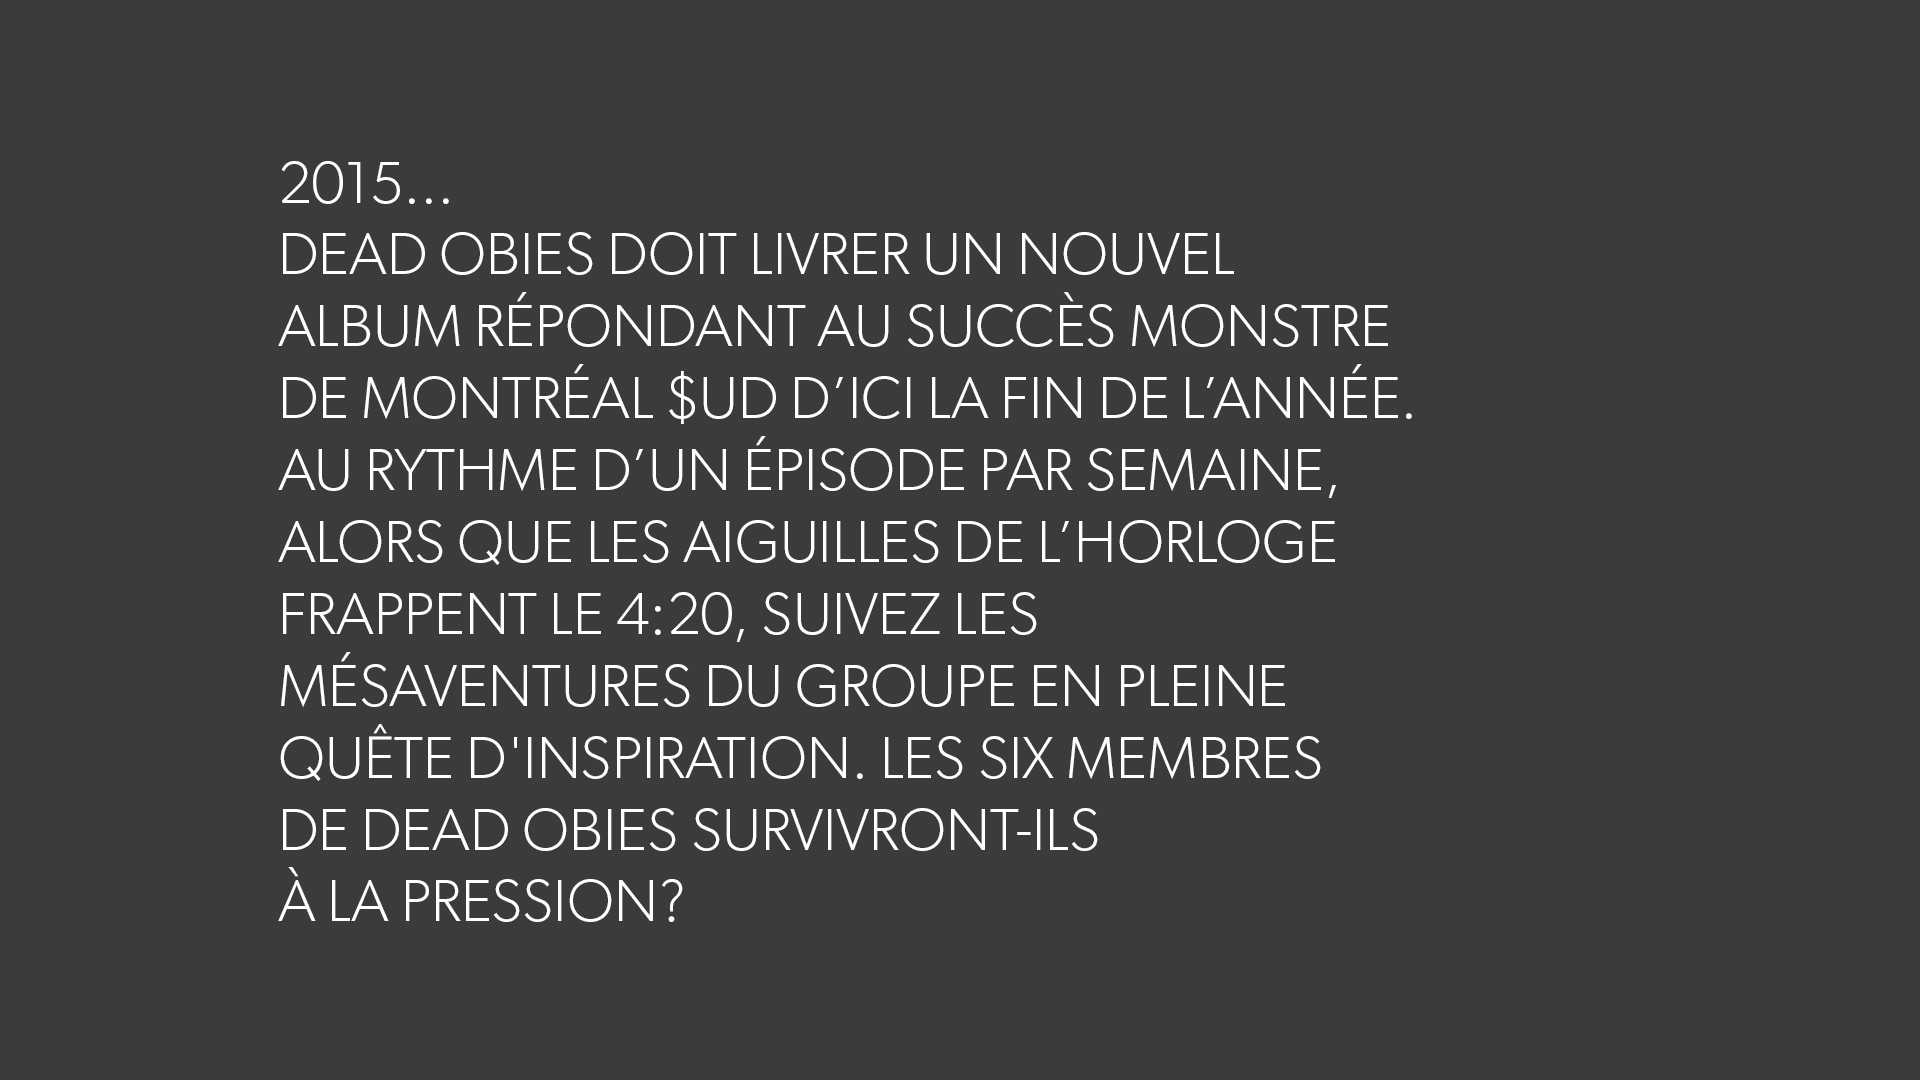 2015...
DEAD OBIES DOIT LIVRER UN NOUVEL
ALBUM RÉPONDANT AU SUCCÈS MONSTRE
DE MONTRÉAL $UD D’ICI LA FIN DE L’ANNÉE.
AU RYTHME D’UN ÉPISODE PAR SEMAINE,
ALORS QUE LES AIGUILLES DE L’HORLOGE
FRAPPENT LE 4:20, SUIVEZ LES
MÉSAVENTURES DU GROUPE EN PLEINE
QUÊTE D'INSPIRATION. LES SIX MEMBRES
DE DEAD OBIES SURVIVRONT-ILS
À LA PRESSION?